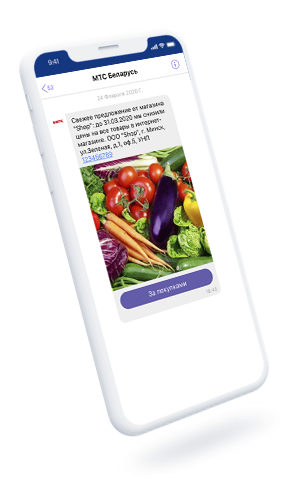 9:41
53
МТС Беларусь
24 Февраля 2020 г.
Свежее предложение от магазина
"Shop": до 31.03.2020 мы снизили
цены на все товары в интернет-
магазине. ООО "Shop", г. Минск,
ул.Зеленая, д.1, оф.5, УНП
123456789
За покупками